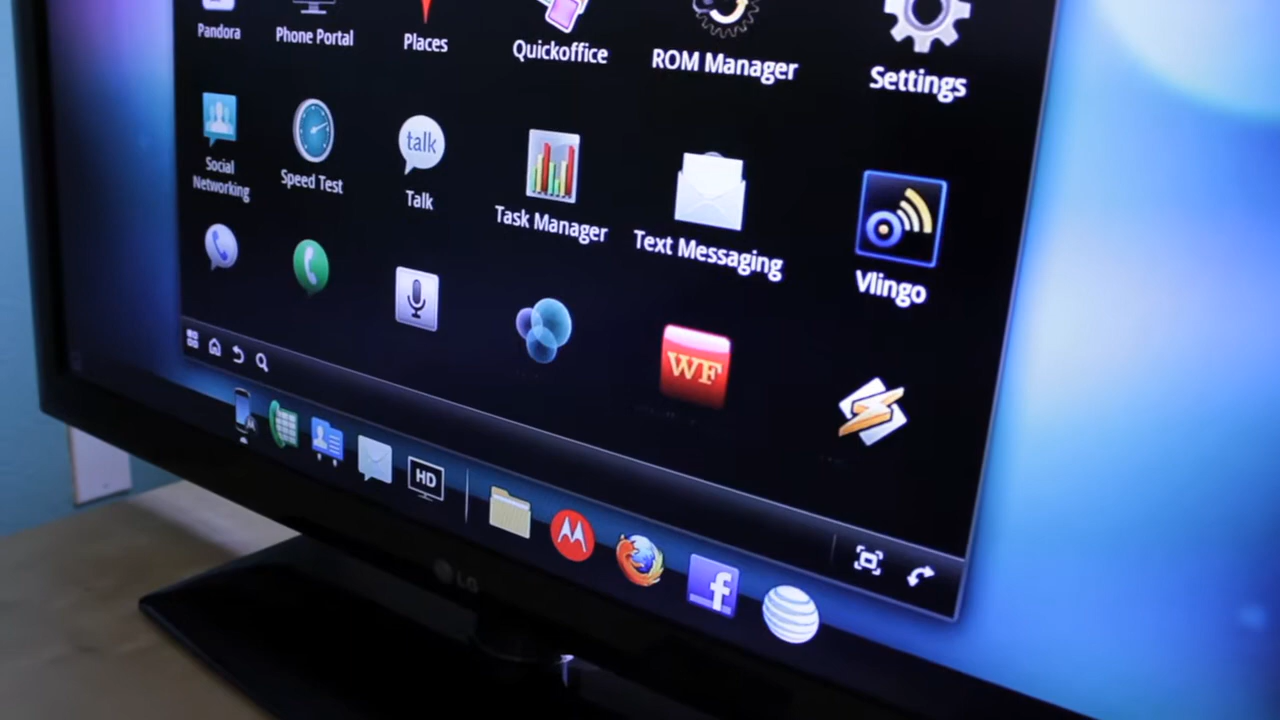 Pandora
Phone Portal
Places
Quickoffice
ROM Manager
Settings
talk
Social
Networking
Speed Test
Talk
Task Manager
Text Messaging
Vlingo
WF
HD
f
LG